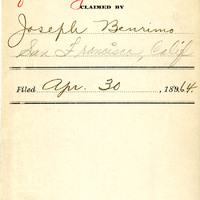 CLAIMED BY
Joseph Benrimo
San Francisco, Calif
Filed Apr. 30, 1864